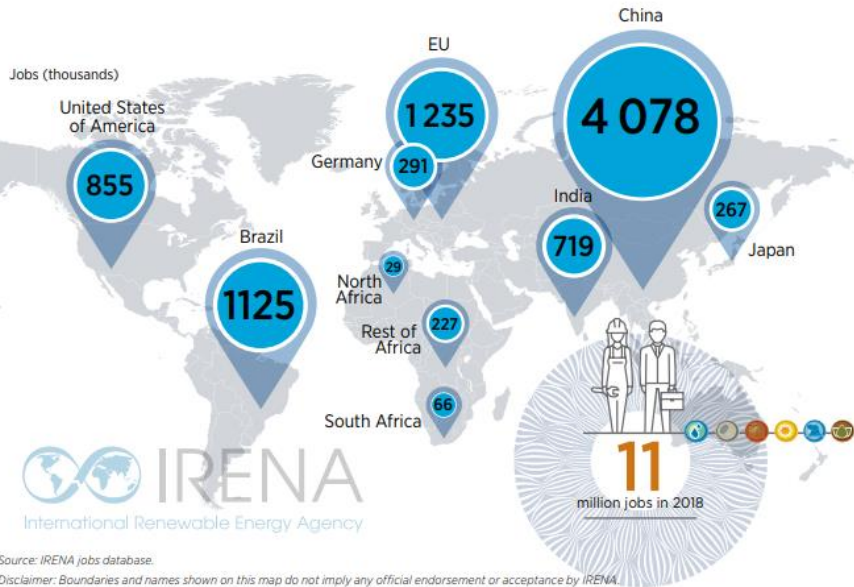 China
EU
Jobs (thousands)
United States
of America
1 235
4 078
Germany
291
855
India
267
Brazil
719
Japan
29
North
Africa
1125
227
Rest of
Africa
66
South Africa
IRENA
International Renewable Energy Agency
11
million jobs in 2018
Source: IRENA jobs database.
Disclaimer: Boundaries and names shown on this map do not imply any official endorsement or acceptance by IRENA.